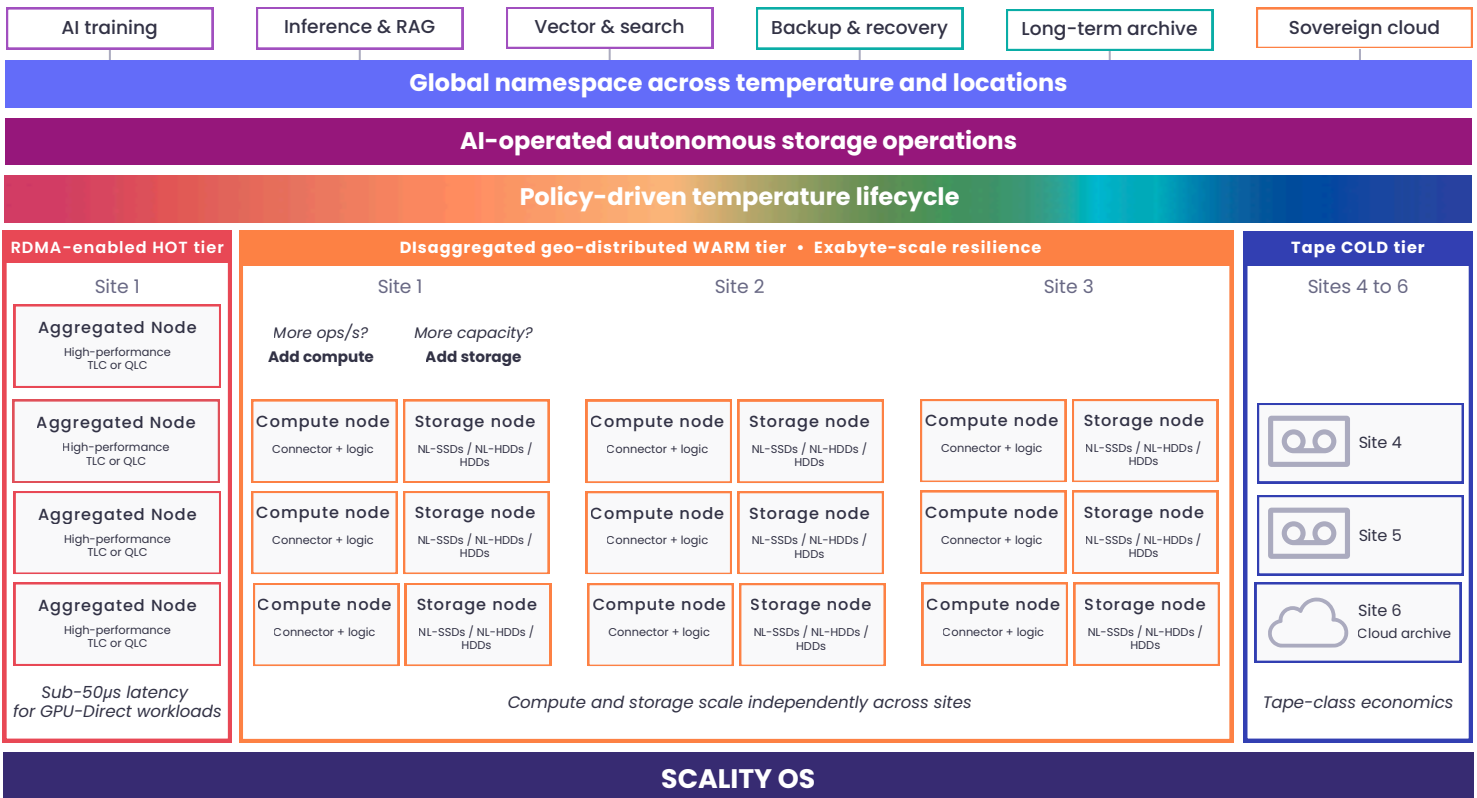 AI training
Inference & RAG
Vector & search
Backup & recovery
Long-term archive
Sovereign cloud
Global namespace across temperature and locations
AI-operated autonomous storage operations
Policy-driven temperature lifecycle
RDMA-enabled HOT tier
Site 1
Aggregated Node
High-performance
TLC or QLC
Aggregated Node
High-performance
TLC or QLC
Aggregated Node
High-performance
TLC or QLC
Aggregated Node
High-performance
TLC or QLC
Sub-50µs latency
for GPU-Direct workloads
DIsaggregated geo-distributed WARM tier • Exabyte-scale resilience
Site 1
Site 2
Site 3
More ops/s?
Add compute
More capacity?
Add storage
Compute node
Connector + logic
Storage node
NL-SSDs / NL-HDDs /
HDDs
Compute node
Connector + logic
Storage node
NL-SSDs / NL-HDDs /
HDDs
Compute node
Connector + logic
Storage node
NL-SSDs / NL-HDDs /
HDDs
Compute node
Connector + logic
Storage node
NL-SSDs / NL-HDDs /
HDDs
Compute node
Connector + logic
Storage node
NL-SSDs / NL-HDDs /
HDDs
Compute node
Connector + logic
Storage node
NL-SSDs / NL-HDDs /
HDDs
Compute node
Connector + logic
Storage node
NL-SSDs / NL-HDDs /
HDDs
Compute node
Connector + logic
Storage node
NL-SSDs / NL-HDDs /
HDDs
Compute node
Connector + logic
Storage node
NL-SSDs / NL-HDDs /
HDDs
Compute and storage scale independently across sites
Tape COLD tier
Sites 4 to 6
Site 4
Site 5
Site 6
Cloud archive
Tape-class economics
SCALITY OS